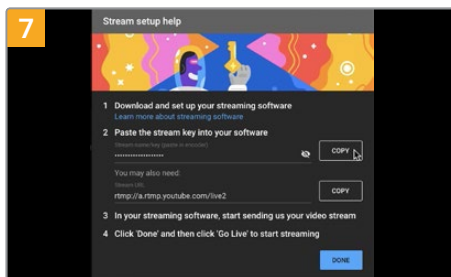 7
Stream setup help
1 Download and set up your streaming software
Learn more about streaming software
2 Paste the stream key into your software
Stream name/key (paste in encoder)
••••••••••••••••••••
COPY
You may also need:
Stream URL
rtmp://a.rtmp.youtube.com/live2
COPY
3 In your streaming software, start sending us your video stream
4 Click 'Done' and then click 'Go Live' to start streaming
DONE